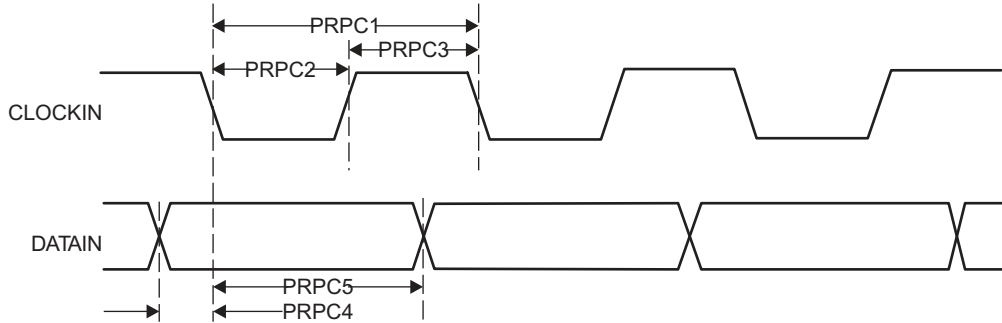 PRPC1
PRPC3
PRPC2
CLOCKIN
DATAIN
PRPC5
PRPC4